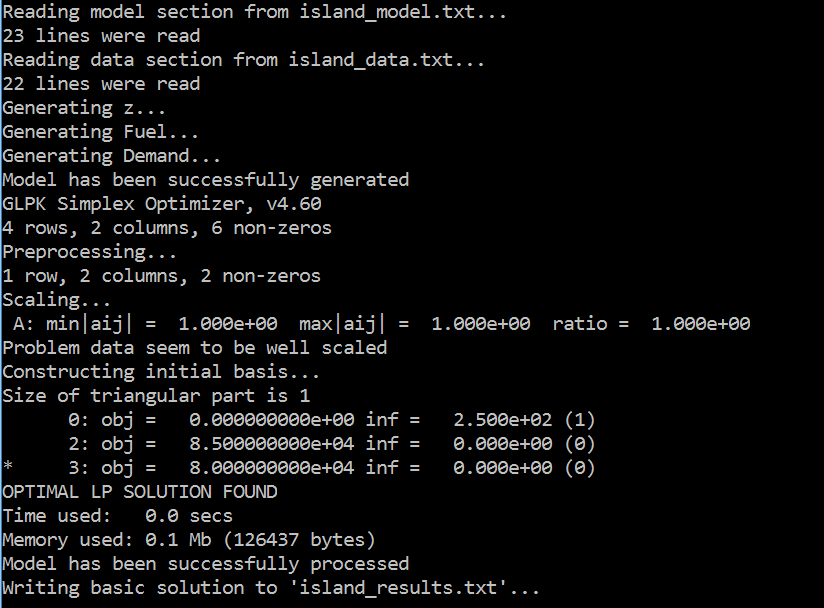 Reading model section from island_model.txt...
23 lines were read
Reading data section from island_data.txt...
22 lines were read
Generating z...
Generating Fuel...
Generating Demand...
Model has been successfully generated
GLPK Simplex Optimizer, v4.60
4 rows, 2 columns, 6 non-zeros
Preprocessing...
1 row, 2 columns, 2 non-zeros
Scaling...
 A: min|aij| =  1.000e+00  max|aij| =  1.000e+00  ratio =  1.000e+00
Problem data seem to be well scaled
Constructing initial basis...
Size of triangular part is 1
      0: obj =   0.000000000e+00 inf =   2.500e+02 (1)
      2: obj =   8.500000000e+04 inf =   0.000e+00 (0)
*     3: obj =   8.000000000e+04 inf =   0.000e+00 (0)
OPTIMAL LP SOLUTION FOUND
Time used:   0.0 secs
Memory used: 0.1 Mb (126437 bytes)
Model has been successfully processed
Writing basic solution to 'island_results.txt'...